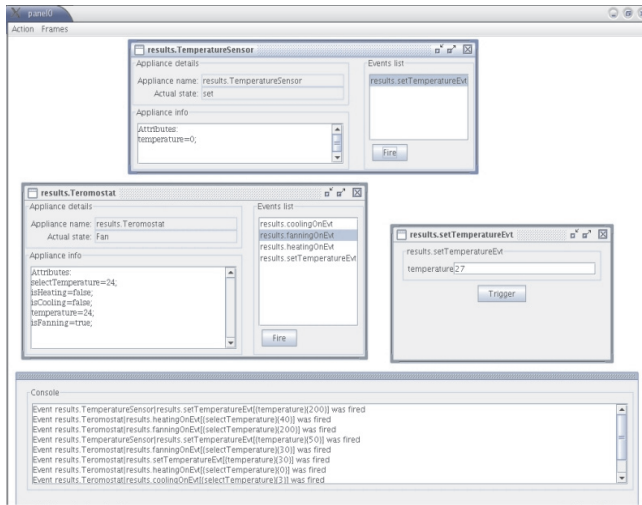 panel0
Action Frames
results.TemperatureSensor
Appliance details
Appliance name: results.TemperatureSensor
Actual state: set
Appliance info
Attributes:
temperature=0;
Events list
results.setTemperatureEvt
Fire
results.Teromostat
Appliance details
Appliance name: results.Teromostat
Actual state: Fan
Appliance info
Attributes:
selectTemperature=24;
isHeating=false;
isCooling=false;
temperature=24;
isFanning=true;
Events list
results.coolingOnEvt
results.fanningOnEvt
results.heatingOnEvt
results.setTemperatureEvt
Fire
results.setTemperatureEvt
results.setTemperatureEvt
temperature 27
Trigger
Console
Event results.TemperatureSensor|results.setTemperatureEvt[(temperature)(200)] was fired
Event results.Teromostat|results.heatingOnEvt[(selectTemperature)(40)] was fired
Event results.Teromostat|results.fanningOnEvt[(selectTemperature)(200)] was fired
Event results.TemperatureSensor|results.setTemperatureEvt[(temperature)(50)] was fired
Event results.Teromostat|results.fanningOnEvt[(selectTemperature)(30)] was fired
Event results.Teromostat|results.setTemperatureEvt[(temperature)(30)] was fired
Event results.Teromostat|results.heatingOnEvt[(selectTemperature)(0)] was fired
Event results.Teromostat|results.coolingOnEvt[(selectTemperature)(3)] was fired